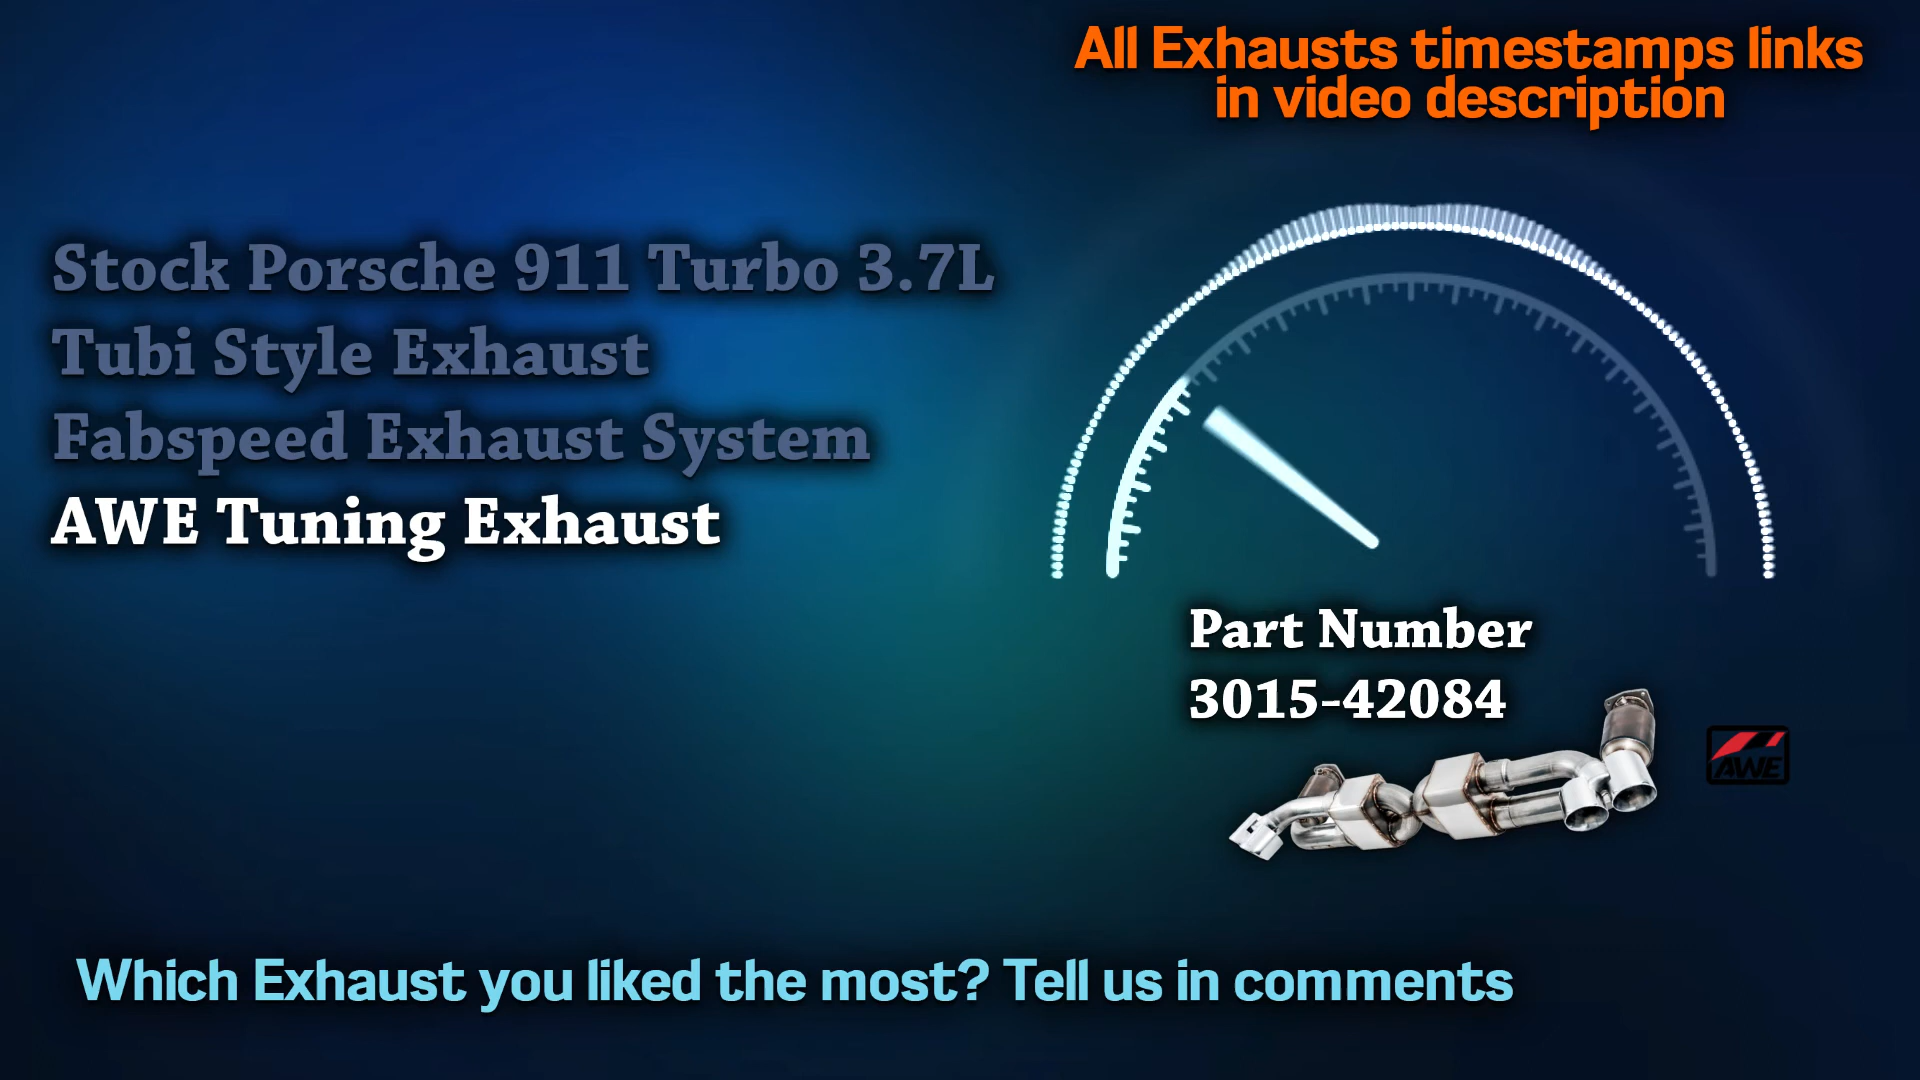 All Exhausts timestamps links
in video description
Stock Porsche 911 Turbo 3.7L
Tubi Style Exhaust
Fabspeed Exhaust System
AWE Tuning Exhaust
Part Number
3015-42084
AWE
Which Exhaust you liked the most? Tell us in comments